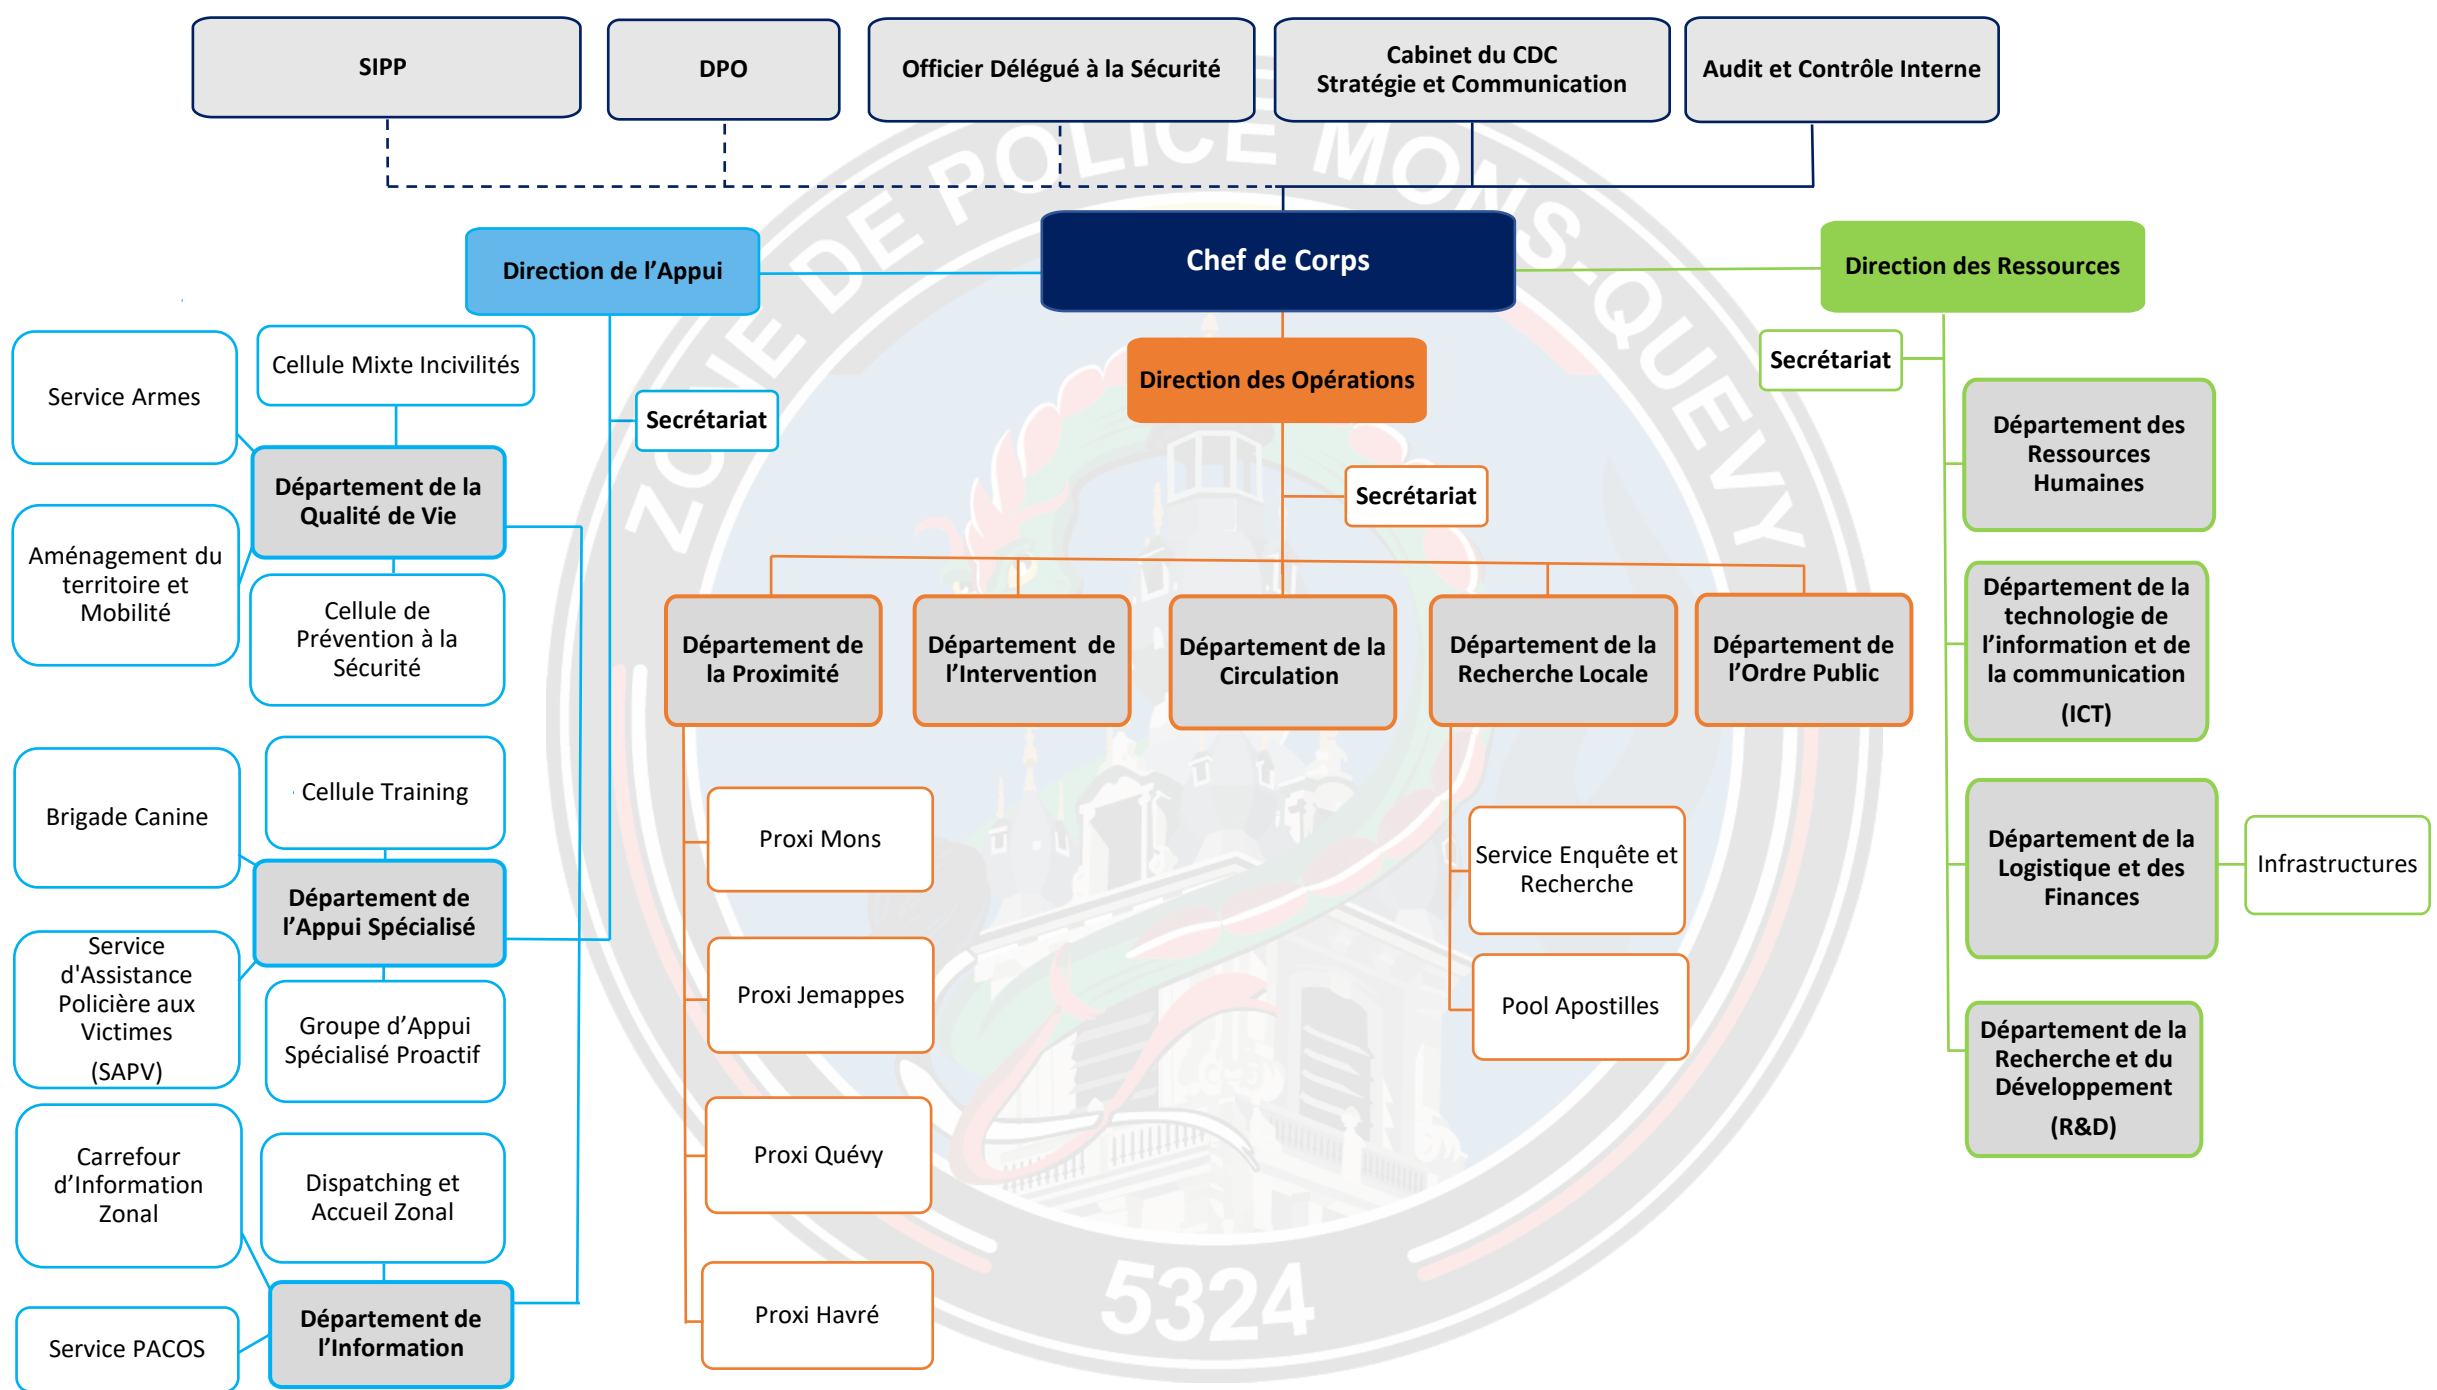 SIPP
DPO
Officier Délégué à la Sécurité
Cabinet du CDC
Stratégie et Communication
Audit et Contrôle Interne
ZONE DE POLICE MONS-QUEVY
Chef de Corps
Direction de l’Appui
Direction des Ressources
Direction des Opérations
Secrétariat
Service Armes
Cellule Mixte Incivilités
Département de la
Qualité de Vie
Aménagement du
territoire et
Mobilité
Cellule de
Prévention à la
Sécurité
Brigade Canine
Cellule Training
Département de
l’Appui Spécialisé
Service
d'Assistance
Policière aux
Victimes
(SAPV)
Groupe d’Appui
Spécialisé Proactif
Carrefour
d’Information
Zonal
Dispatching et
Accueil Zonal
Service PACOS
Département de
l’Information
Secrétariat
Département de
la Proximité
Département  de
l’Intervention
Département de la
Circulation
Département de la
Recherche Locale
Département de
l’Ordre Public
Proxi Mons
Proxi Jemappes
Proxi Quévy
Proxi Havré
Service Enquête et
Recherche
Pool Apostilles
Secrétariat
Département des
Ressources
Humaines
Département de la
technologie de
l’information et de
la communication
(ICT)
Département de la
Logistique et des
Finances
Infrastructures
Département de la
Recherche et du
Développement
(R&D)
5324